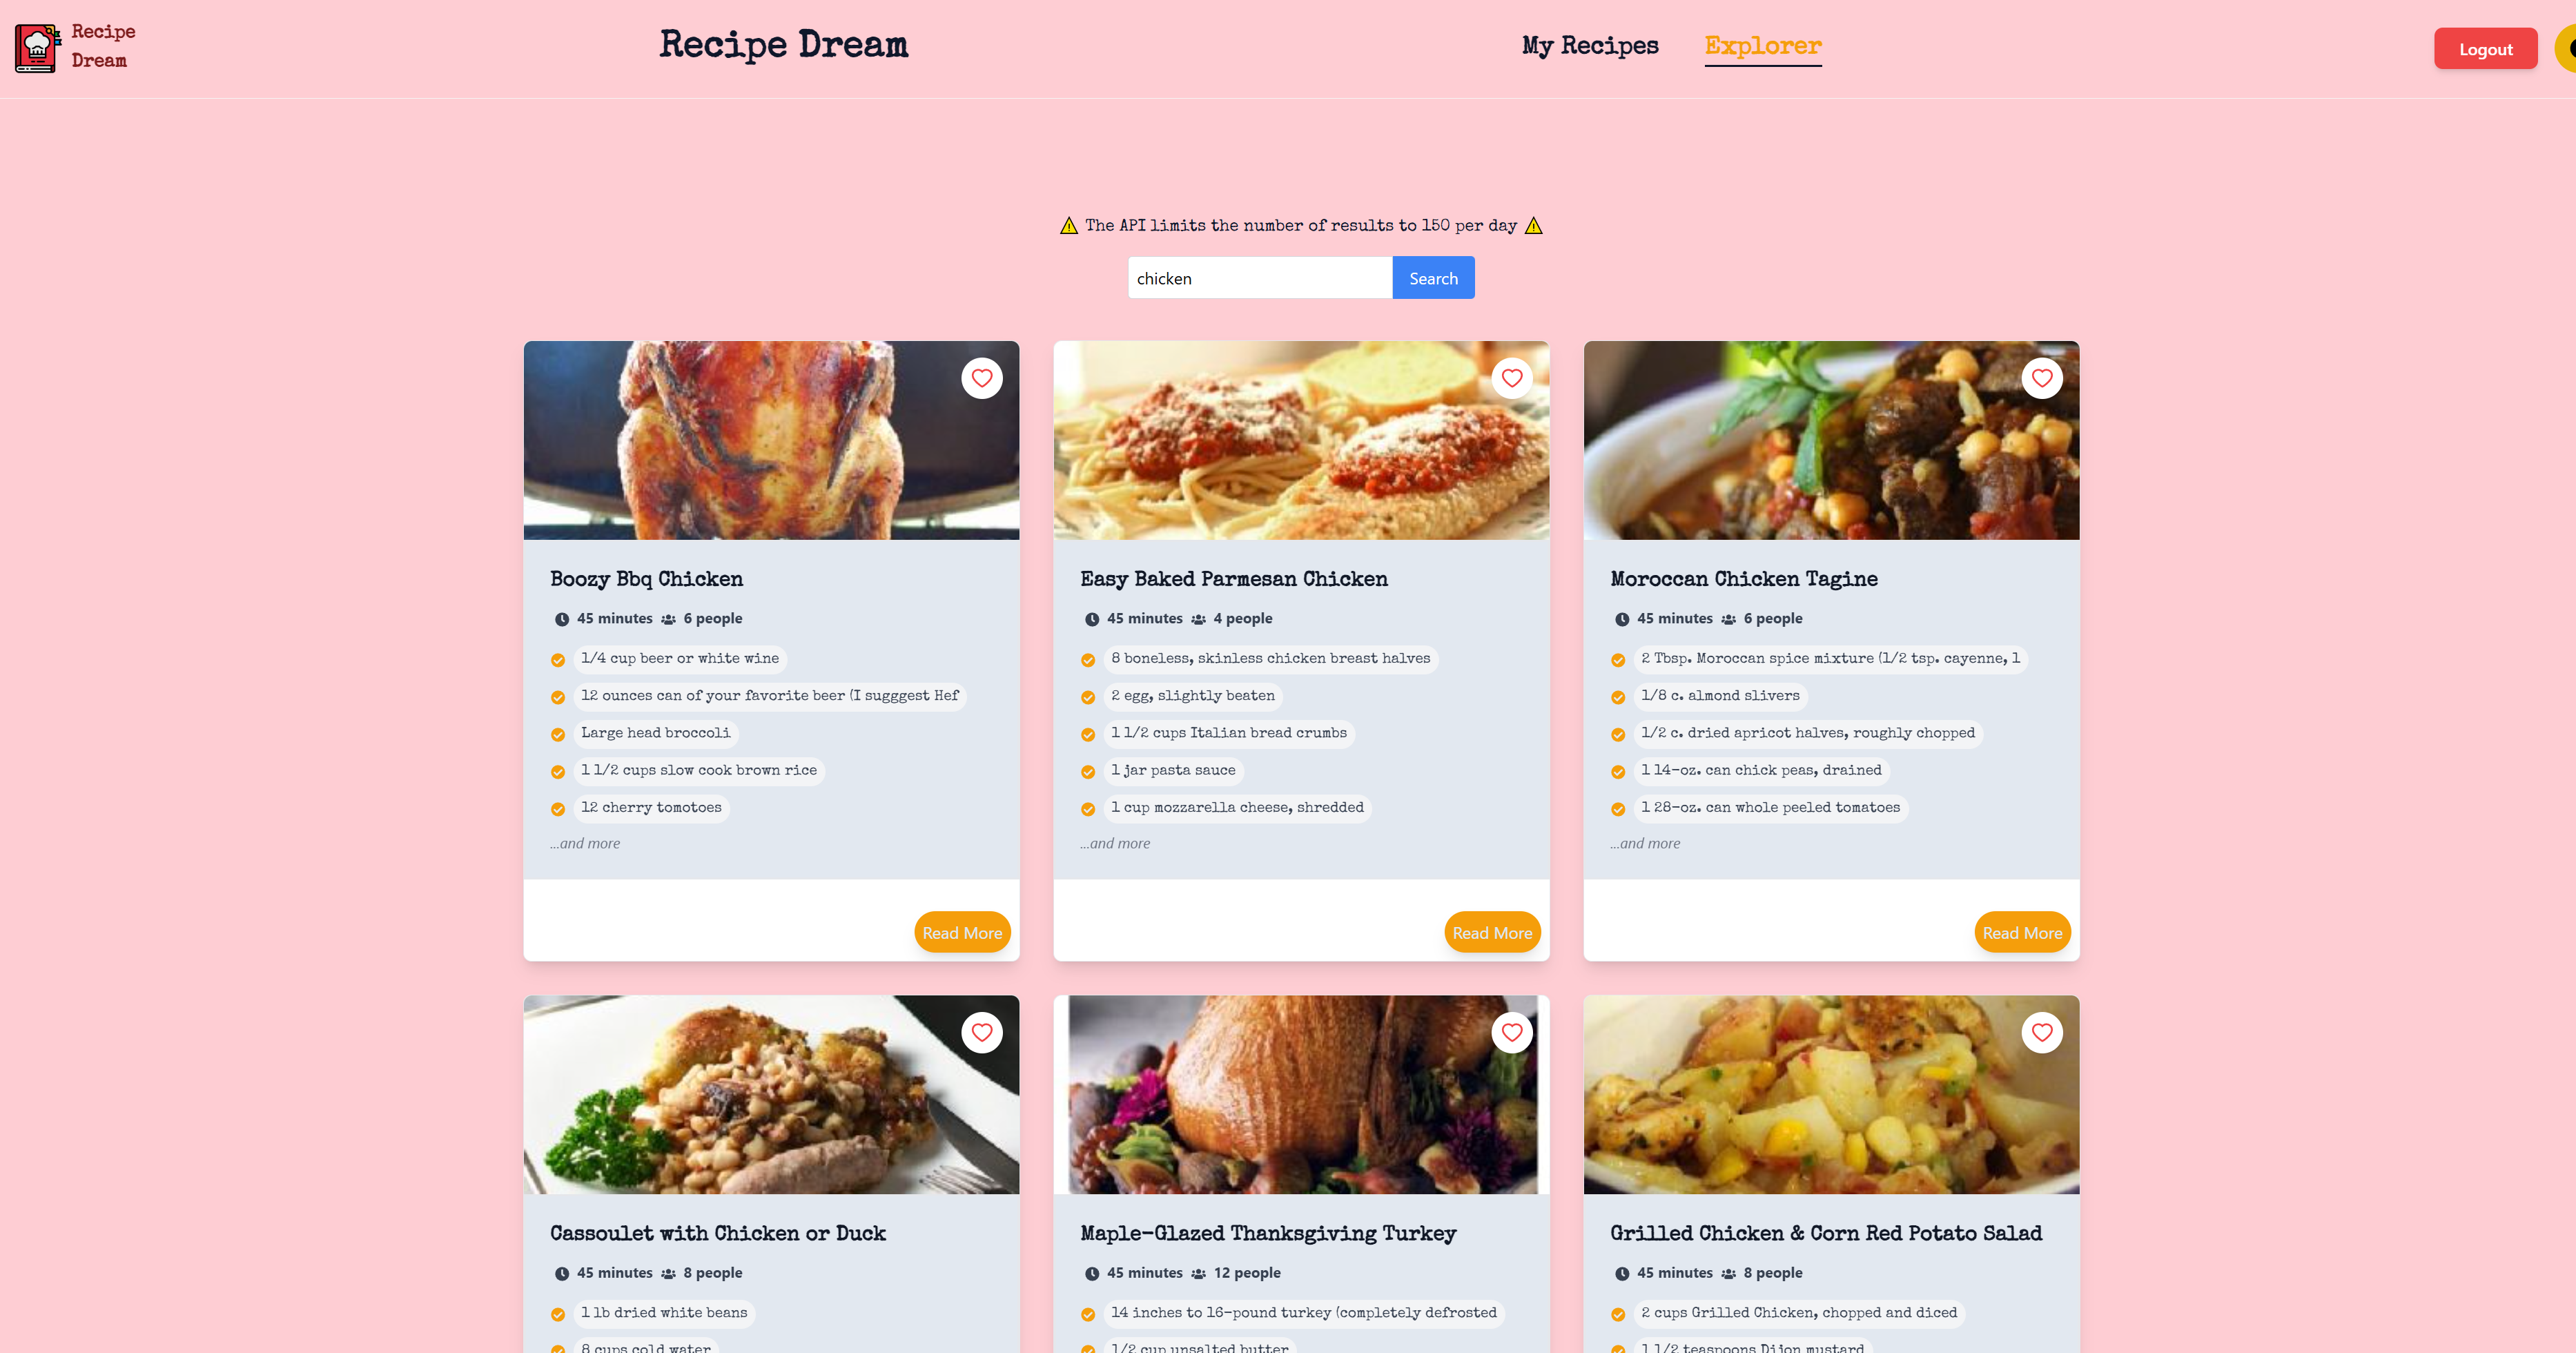 Recipe
Dream
Recipe Dream
My Recipes
Explorer
Logout
The API limits the number of results to 150 per day
chicken
Search
Boozy Bbq Chicken
45 minutes 6 people
1/4 cup beer or white wine
12 ounces can of your favorite beer (I sugggest Hef
Large head broccoli
1 1/2 cups slow cook brown rice
12 cherry tomotoes
...and more
Read More
Easy Baked Parmesan Chicken
45 minutes 4 people
8 boneless, skinless chicken breast halves
2 egg, slightly beaten
1 1/2 cups Italian bread crumbs
1 jar pasta sauce
1 cup mozzarella cheese, shredded
...and more
Read More
Moroccan Chicken Tagine
45 minutes 6 people
2 Tbsp. Moroccan spice mixture (1/2 tsp. cayenne, 1
1/8 c. almond slivers
1/2 c. dried apricot halves, roughly chopped
1 14-oz. can chick peas, drained
1 28-oz. can whole peeled tomatoes
...and more
Read More
Cassoulet with Chicken or Duck
45 minutes 8 people
1 lb dried white beans
8 cups cold water
Maple-Glazed Thanksgiving Turkey
45 minutes 12 people
14 inches to 16-pound turkey (completely defrosted
1/2 cup unsalted butter
Grilled Chicken & Corn Red Potato Salad
45 minutes 8 people
2 cups Grilled Chicken, chopped and diced
1 1/2 teaspoons Dijon mustard